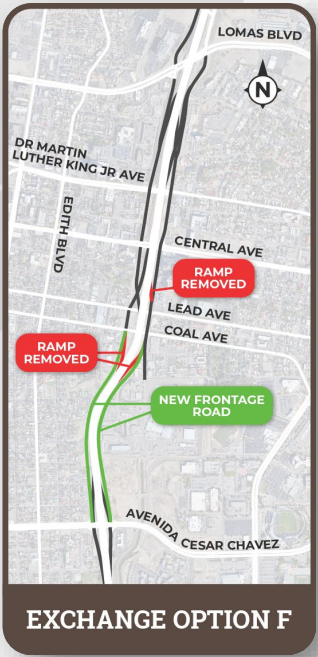 LOMAS BLVD
N
DR MARTIN
LUTHER KING JR AVE
EDITH BLVD
CENTRAL AVE
RAMP
REMOVED
LEAD AVE
COAL AVE
RAMP
REMOVED
NEW FRONTAGE
ROAD
AVENIDA CESAR CHAVEZ
EXCHANGE OPTION F